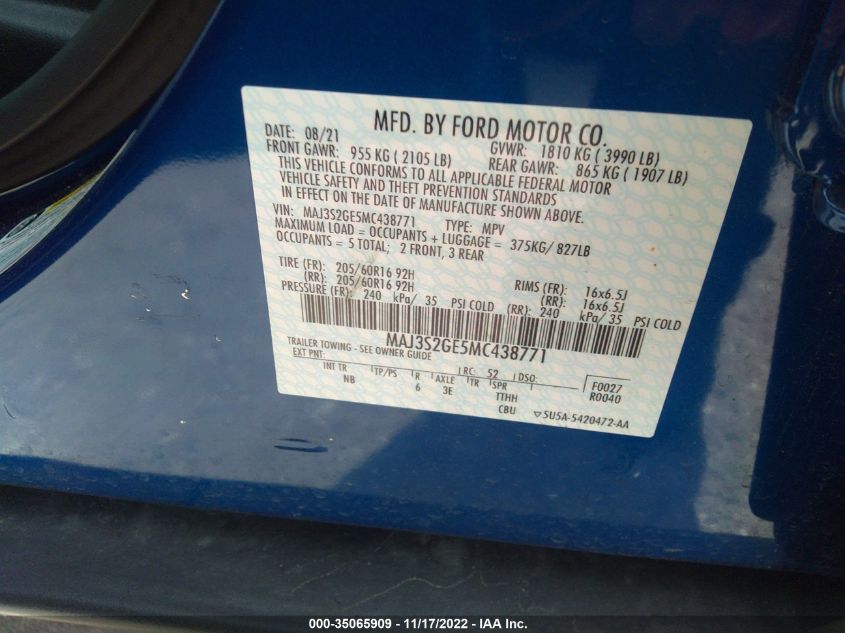 MFD. BY FORD MOTOR CO.
DATE: 08/21 GVWR: 1810 KG ( 3990 LB)
FRONT GAWR: 955 KG ( 2105 LB) REAR GAWR: 865 KG ( 1907 LB)
THIS VEHICLE CONFORMS TO ALL APPLICABLE FEDERAL MOTOR
VEHICLE SAFETY AND THEFT PREVENTION STANDARDS
IN EFFECT ON THE DATE OF MANUFACTURE SHOWN ABOVE.
VIN: MAJ3S2GE5MC438771 TYPE: MPV
MAXIMUM LOAD = OCCUPANTS + LUGGAGE = 375KG/ 827LB
OCCUPANTS = 5 TOTAL; 2 FRONT, 3 REAR
TIRE (FR): 205/60R16 92H RIMS (FR): 16x6.5J
(RR): 205/60R16 92H (RR): 16x6.5J
PRESSURE (FR): 240 kPa/ 35 PSI COLD (RR): 240 kPa/ 35 PSI COLD
MAJ3S2GE5MC438771
TRAILER TOWING - SEE OWNER GUIDE
EXT PNT: RC: 52 DSO: F0027
INT TR TP/PS R AXLE TR SPR R0040
NB 6 3E TTHH
CBU 5U5A-5420472-AA
000-35065909 - 11/17/2022 - IAA Inc.